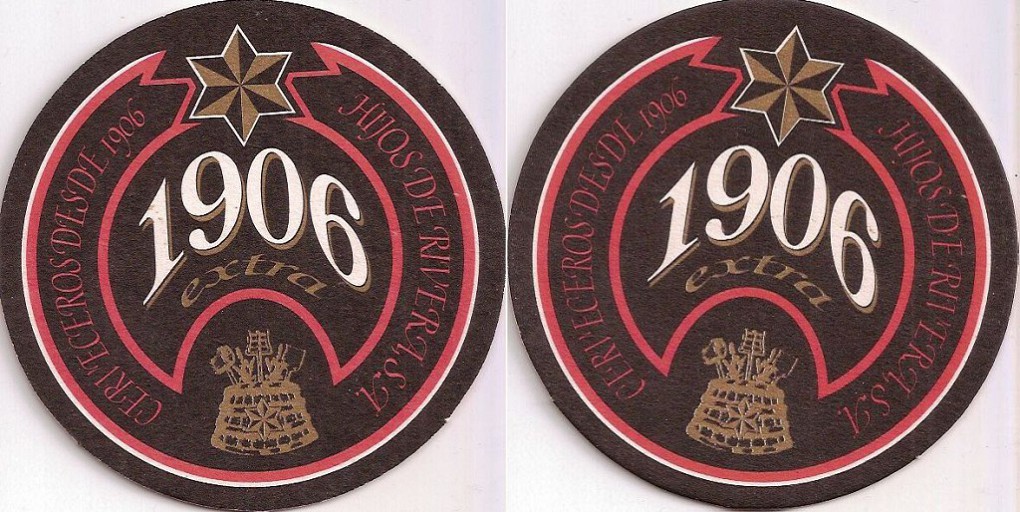 CERVECEROS DESDE 1906
HIJOS DE RIVERA S.A.
1906
extra
CERVECEROS DESDE 1906
HIJOS DE RIVERA S.A.
1906
extra